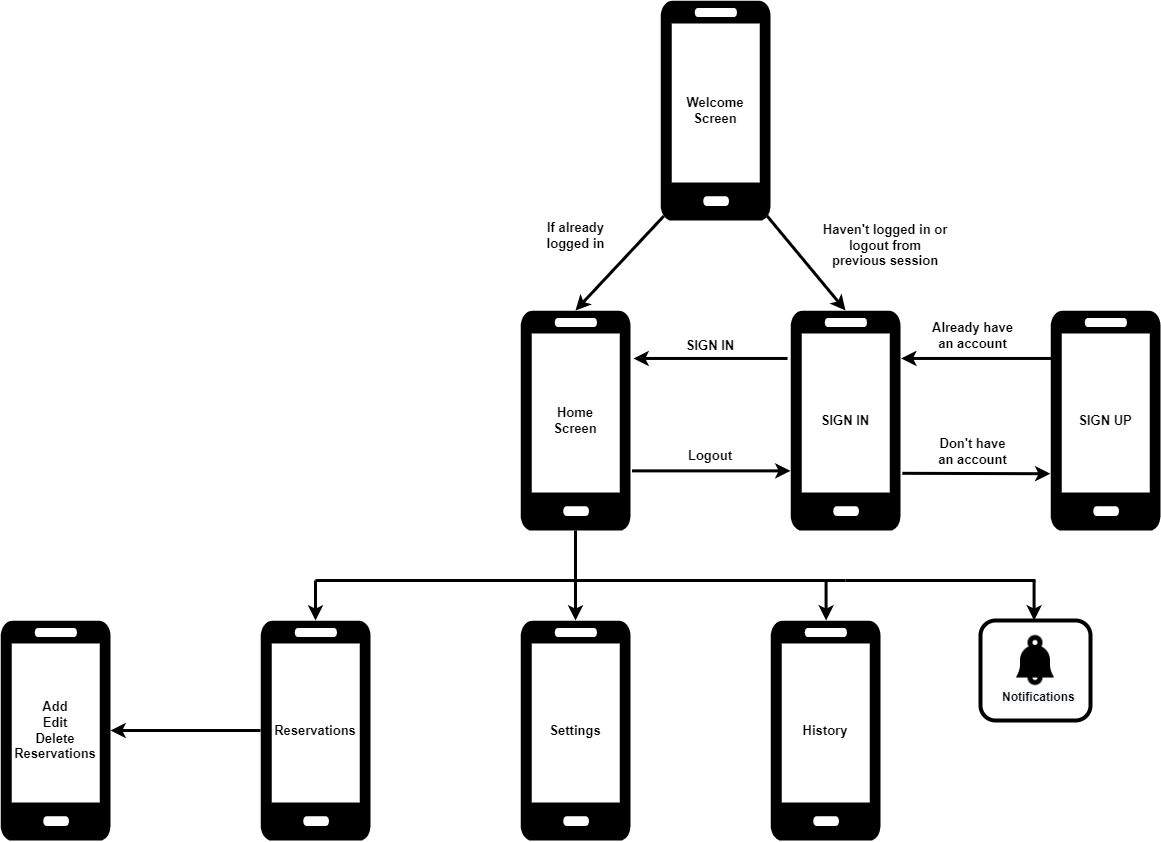 Welcome
Screen
If already
logged in
Haven't logged in or
logout from
previous session
SIGN IN
Already have
an account
Home
Screen
SIGN IN
SIGN UP
Logout
Don't have
an account
Add
Edit
Delete
Reservations
Reservations
Settings
History
Notifications